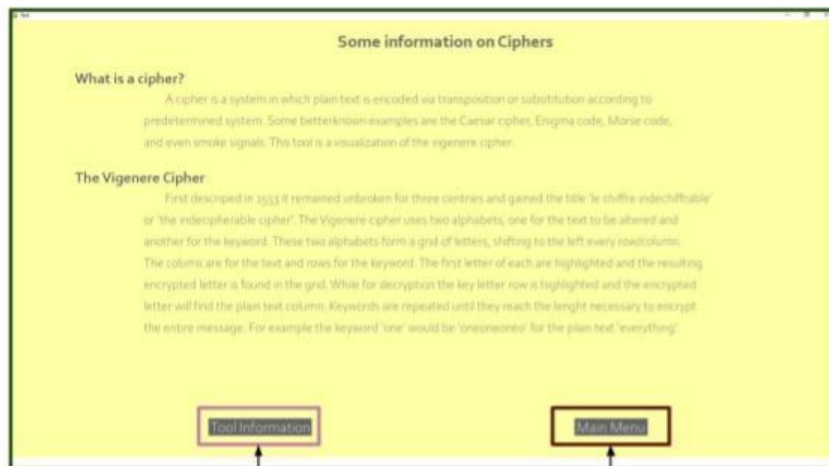 Text
Some information on Ciphers
What is a cipher?
A cipher is a system in which plain text is encoded via transposition or subsititution according to
predetermined system. Some betterknown examples are the Caesar cipher, Enigma code, Morse code,
and even smoke signals. This tool is a visualization of the vigenere cipher.
The Vigenere Cipher
First descriped in 1553 it remained unbroken for three centries and gained the title 'le chiffre indechiffrable'
or 'the indecipherable cipher'. The Vigenere cipher uses two alphabets, one for the text to be altered and
another for the keyword. These two alphabets form a grid of letters, shifting to the left every row/column.
The colums are for the text and rows for the keyword. The first letter of each are highlighted and the resulting
encrypted letter is found in the grid. While for decryption the key letter row is highlighted and the encrypted
letter will find the plain text column. Keywords are repeated until they reach the lenght necessary to encrypt
the entire message. For example the keyword 'one' would be 'oneoneoneo' for the plain text 'everything'.
Tool Information
Main Menu